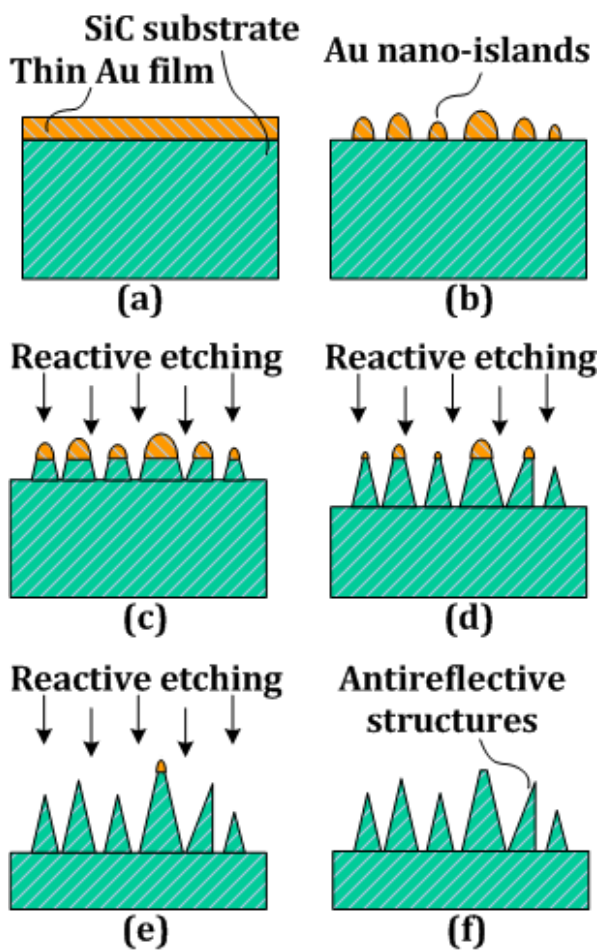 SiC substrate
Thin Au film
Au nano-islands
(a)
(b)
Reactive etching
Reactive etching
(c)
(d)
Reactive etching
Antireflective
structures
(e)
(f)